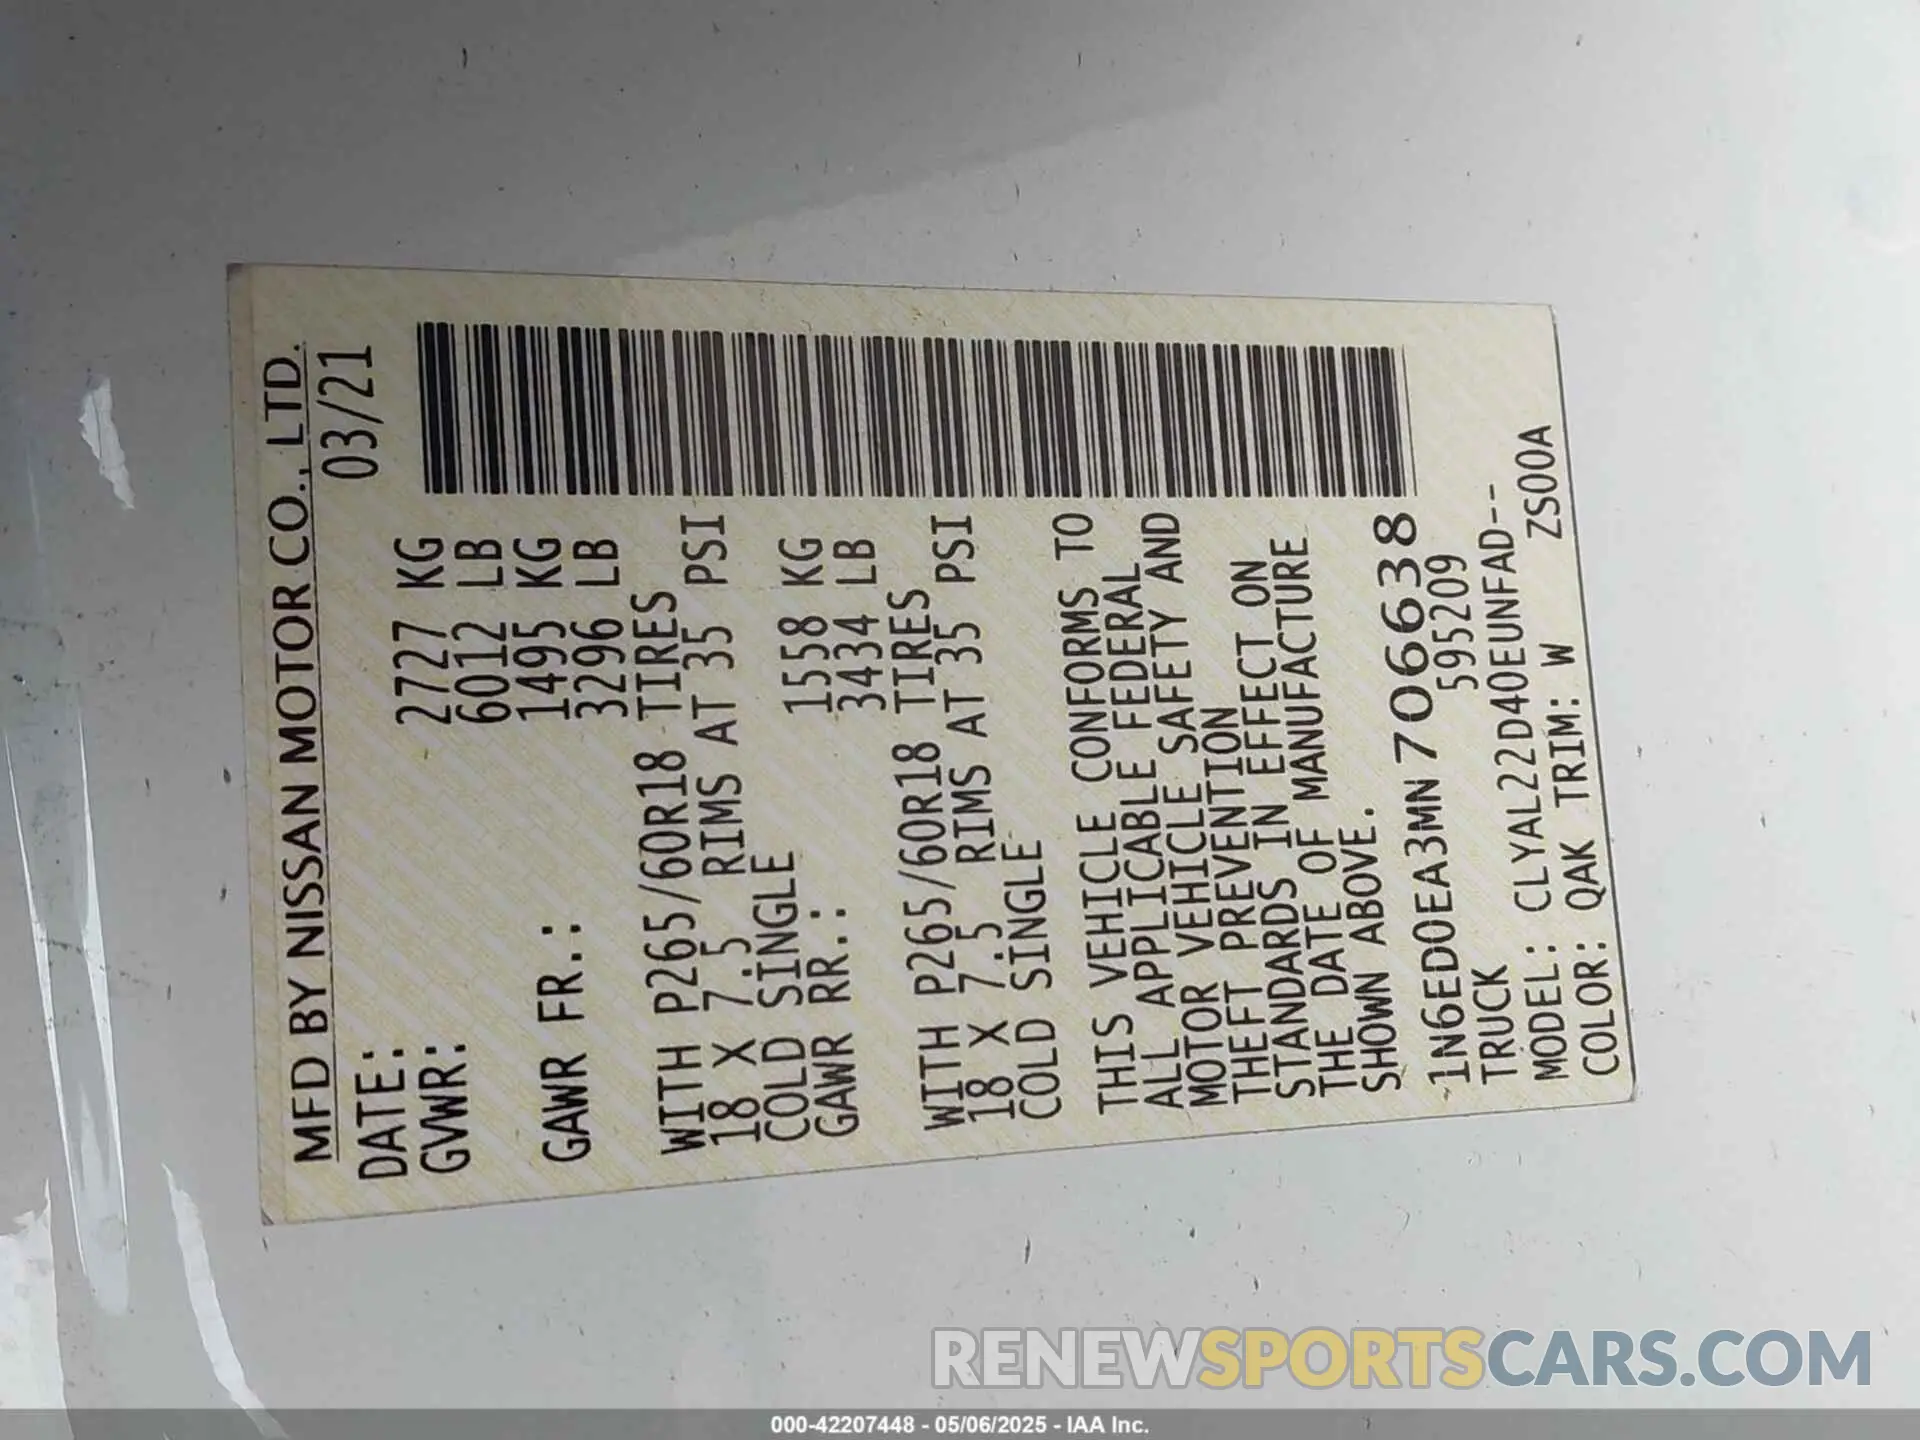 MFD BY NISSAN MOTOR CO., LTD.
DATE: 03/21
GVWR: 2727 KG
6012 LB
GAWR FR.: 1495 KG
3296 LB
WITH P265/60R18 TIRES
18 X 7.5 RIMS AT 35 PSI
COLD SINGLE
GAWR RR.: 1558 KG
3434 LB
WITH P265/60R18 TIRES
18 X 7.5 RIMS AT 35 PSI
COLD SINGLE
THIS VEHICLE CONFORMS TO
ALL APPLICABLE FEDERAL
MOTOR VEHICLE SAFETY AND
THEFT PREVENTION
STANDARDS IN EFFECT ON
THE DATE OF MANUFACTURE
SHOWN ABOVE.
1N6ED0EA3MN 706638
TRUCK 595209
MODEL: CLYAL22D40EUNFAD--
COLOR: QAK TRIM: W ZS00A
RENEWSPORTSCARS.COM
000-42207448 - 05/06/2025 - IAA Inc.